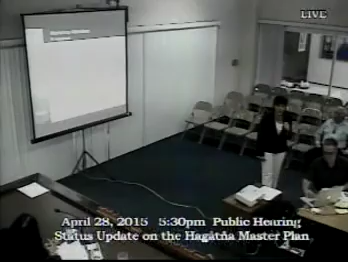 LIVE
April 28, 2015 5:30pm Public Hearing
Status Update on the Hagåtña Master Plan